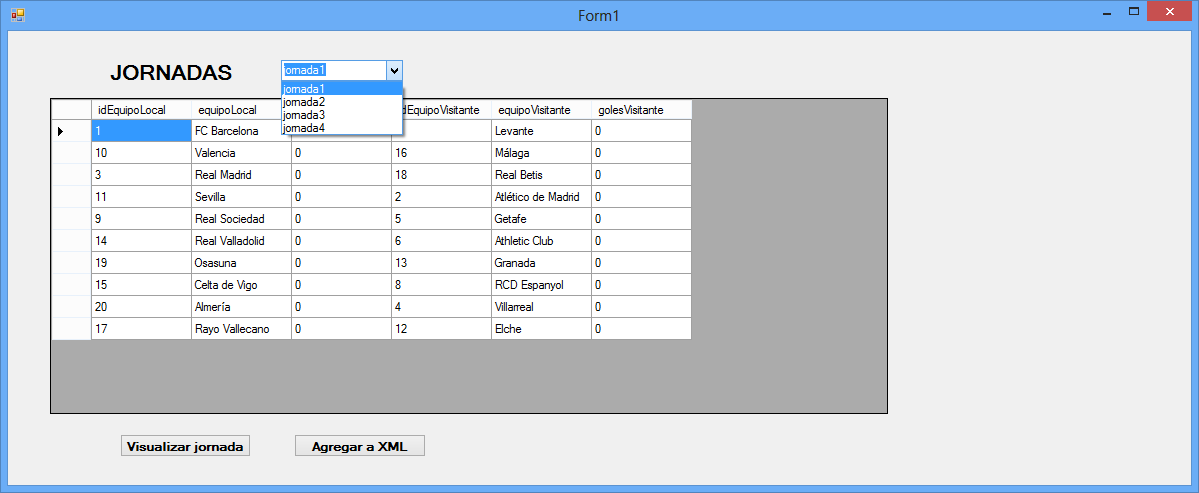 Form1
JORNADAS
jornada1
jornada1
jornada2
jornada3
jornada4
idEquipoLocal equipoLocal dEquipoVisitante equipoVisitante golesVisitante
1 FC Barcelona Levante 0
10 Valencia 0 16 Málaga 0
3 Real Madrid 0 18 Real Betis 0
11 Sevilla 0 2 Atlético de Madrid 0
9 Real Sociedad 0 5 Getafe 0
14 Real Valladolid 0 6 Athletic Club 0
19 Osasuna 0 13 Granada 0
15 Celta de Vigo 0 8 RCD Espanyol 0
20 Almería 0 4 Villarreal 0
17 Rayo Vallecano 0 12 Elche 0
Visualizar jornada Agregar a XML